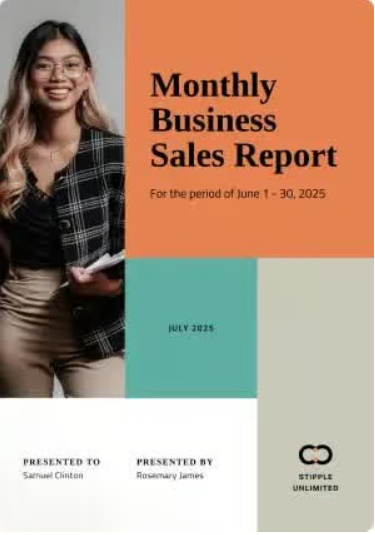 Monthly
Business
Sales Report
For the period of June 1 - 30, 2025
JULY 2025
PRESENTED TO
Samuel Clinton
PRESENTED BY
Rosemary James
STIPPLE
UNLIMITED